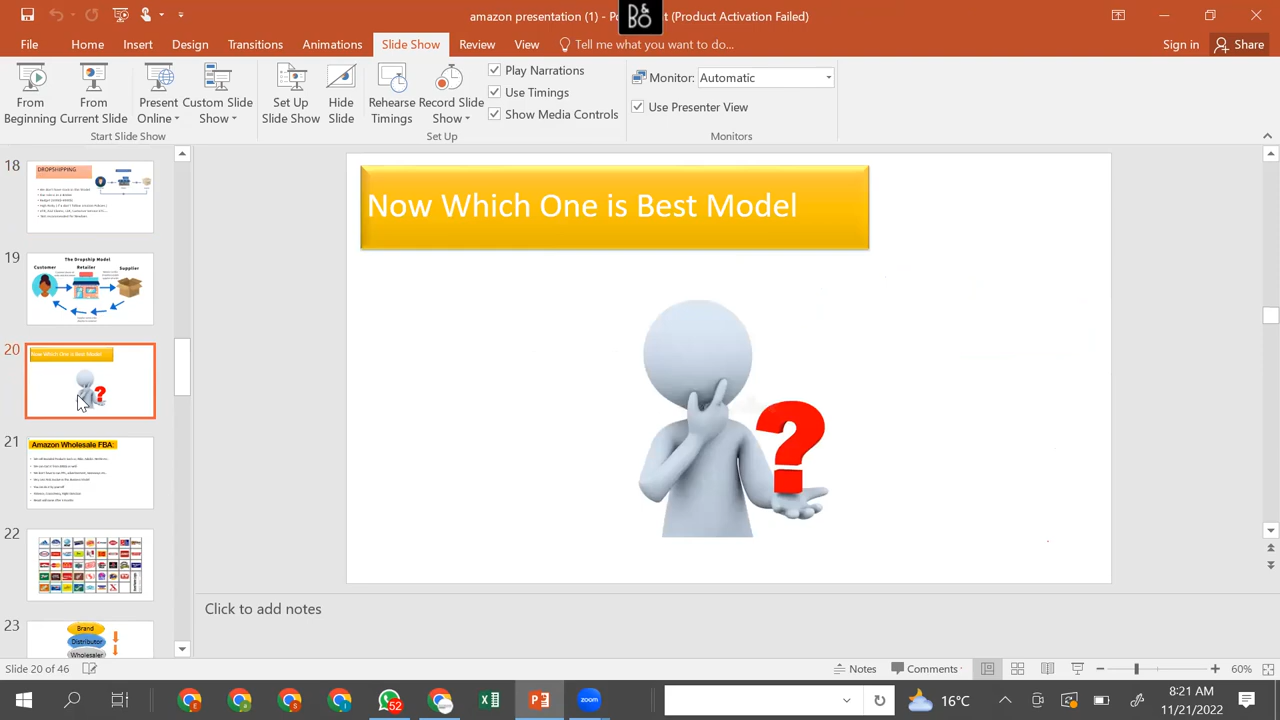 amazon presentation (1) - Po
t (Product Activation Failed)
B&O
File
Home
Insert
Design
Transitions
Animations
Slide Show
Review
View
Tell me what you want to do...
Sign in
Share
From Beginning
From Current Slide
Present Online
Custom Slide Show
Set Up Slide Show
Hide Slide
Rehearse Timings
Record Slide Show
Play Narrations
Use Timings
Show Media Controls
Monitor:
Automatic
Use Presenter View
Start Slide Show
Set Up
Monitors
18
DROPSHIPPING
19
The Dropship Model
Customer
Retailer
Supplier
20
Now Which One is Best Model
21
Amazon Wholesale FBA:
22
23
Brand
Distributor
Wholesaler
Now Which One is Best Model
?
Click to add notes
Slide 20 of 46
Notes
Comments
60%
52
16°C
8:21 AM
11/21/2022